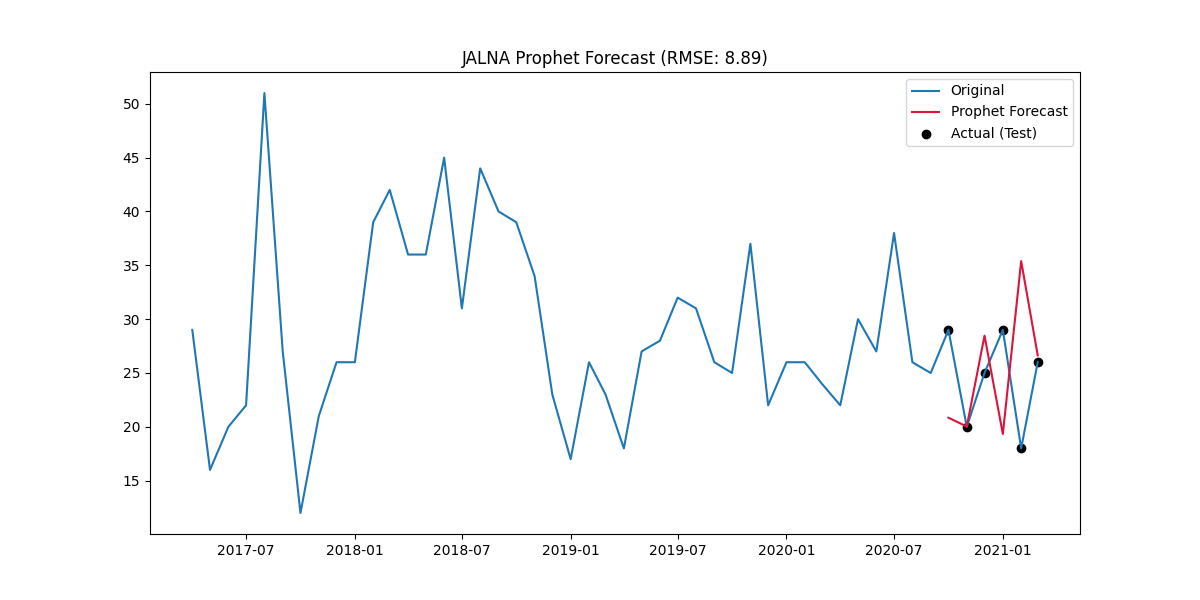 JALNA Prophet Forecast (RMSE: 8.89)
Original
Prophet Forecast
Actual (Test)
50
45
40
35
30
25
20
15
2017-07 2018-01 2018-07 2019-01 2019-07 2020-01 2020-07 2021-01